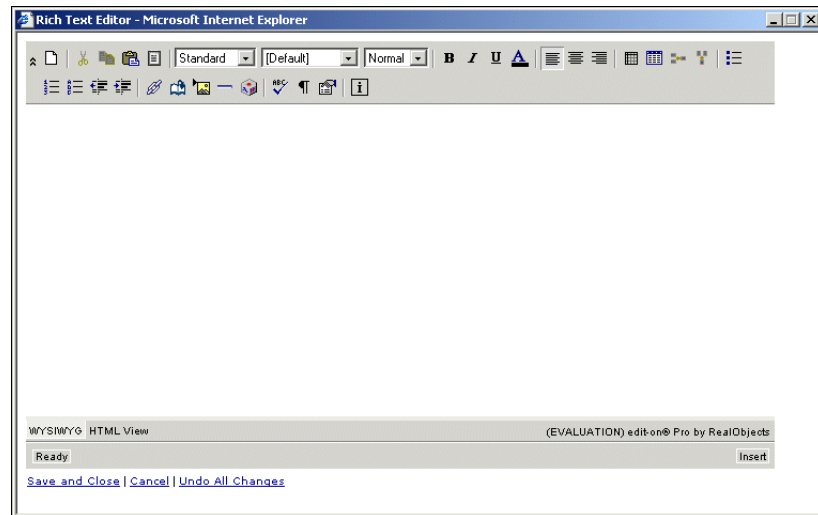 Rich Text Editor - Microsoft Internet Explorer
Standard [Default] Normal B I U A
ABC ¶ i
WYSIWYG HTML View (EVALUATION) edit-on® Pro by RealObjects
Ready Insert
Save and Close | Cancel | Undo All Changes